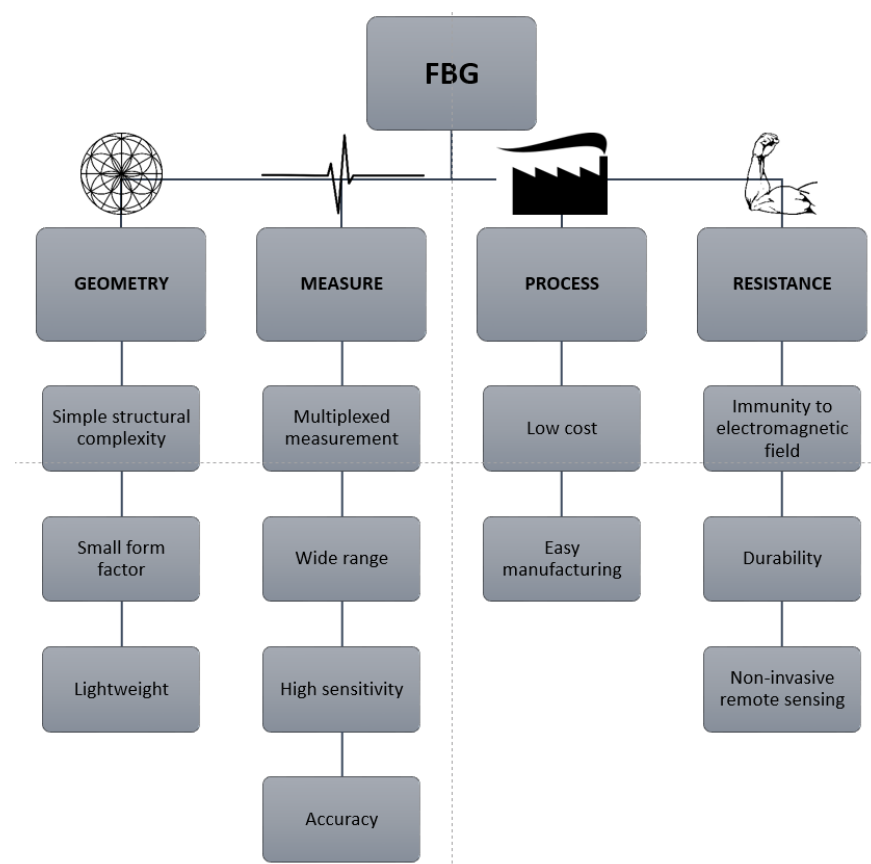 FBG
GEOMETRY
Simple structural
complexity
Small form
factor
Lightweight
MEASURE
Multiplexed
measurement
Wide range
High sensitivity
Accuracy
PROCESS
Low cost
Easy
manufacturing
RESISTANCE
Immunity to
electromagnetic
field
Durability
Non-invasive
remote sensing